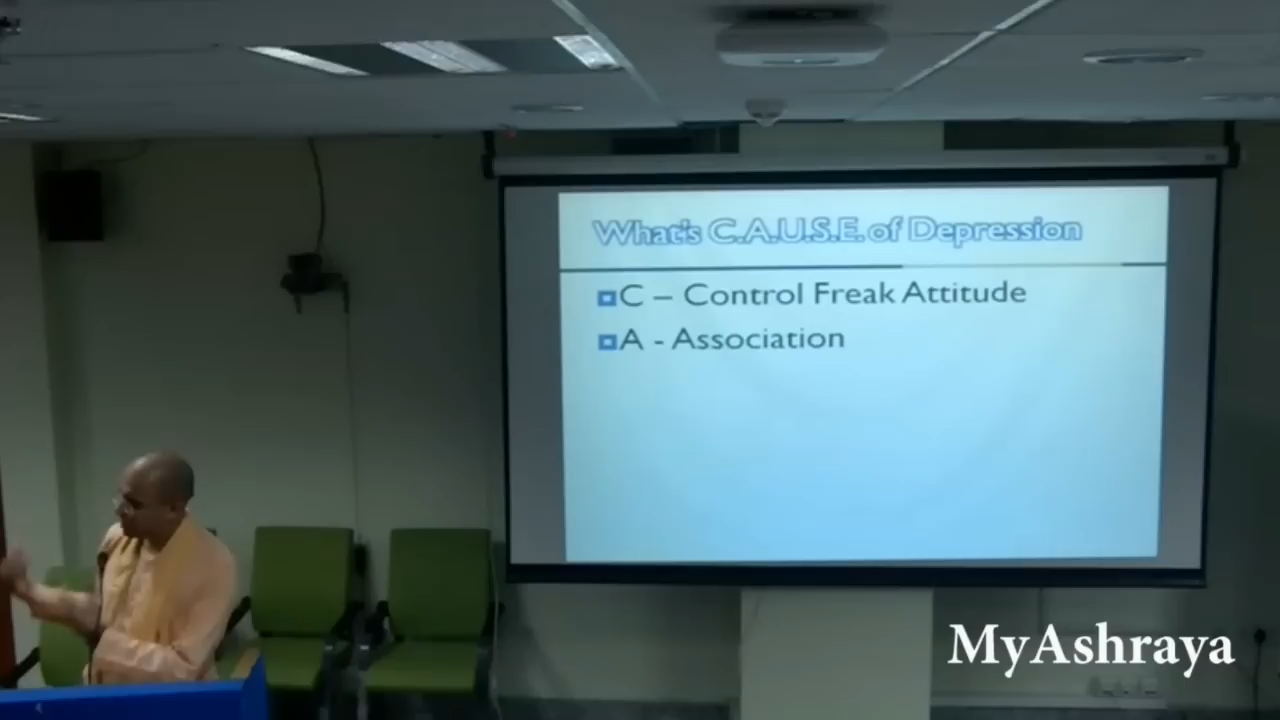 What's C.A.U.S.E. of Depression
C – Control Freak Attitude
A - Association
MyAshraya